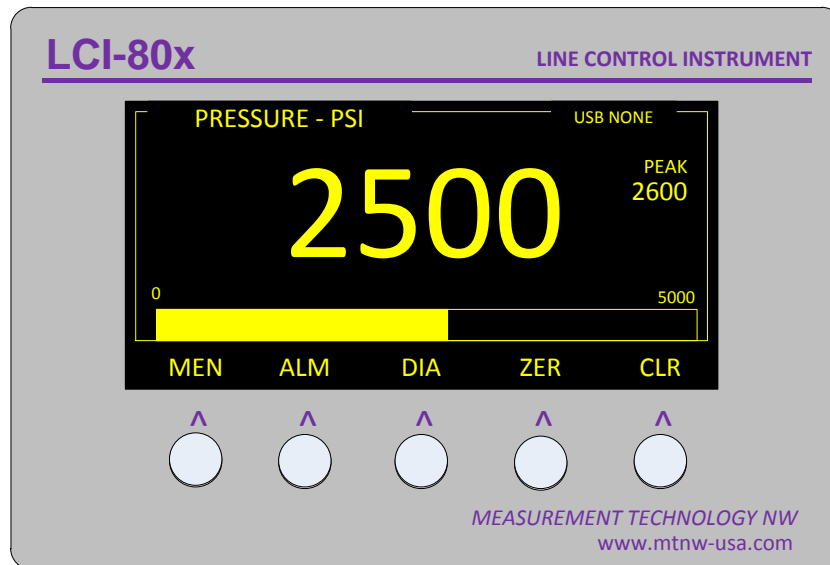 LCI-80x
LINE CONTROL INSTRUMENT
PRESSURE - PSI
USB NONE
2500
PEAK
2600
0
5000
MEN ALM DIA ZER CLR
^ ^ ^ ^ ^
MEASUREMENT TECHNOLOGY NW
www.mtnw-usa.com